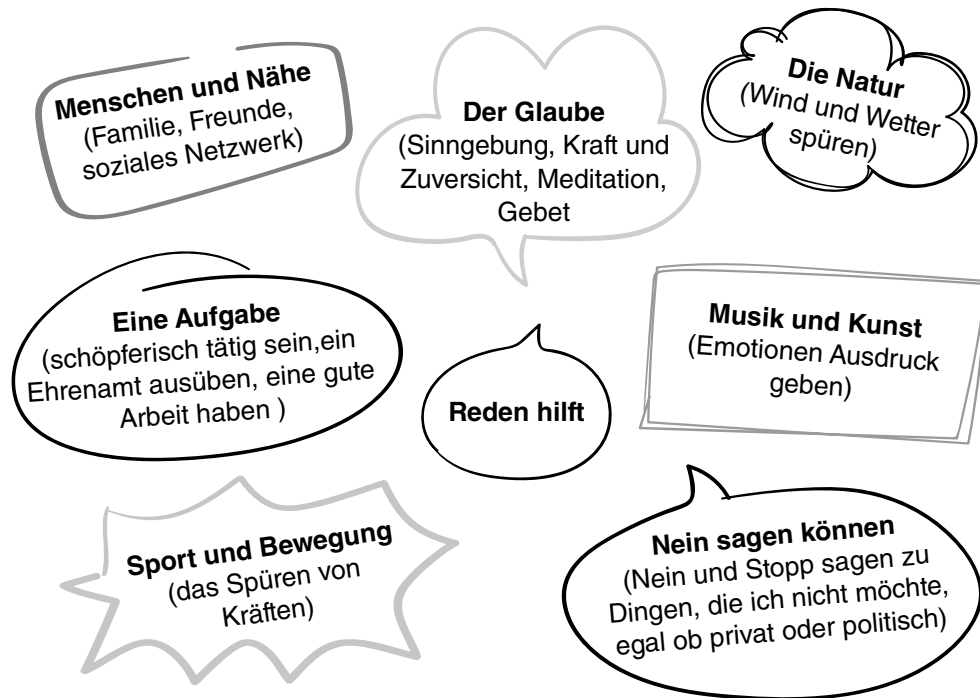 Menschen und Nähe
(Familie, Freunde,
soziales Netzwerk)
Der Glaube
(Sinngebung, Kraft und
Zuversicht, Meditation,
Gebet
Die Natur
(Wind und Wetter
spüren)
Eine Aufgabe
(schöpferisch tätig sein,ein
Ehrenamt ausüben, eine gute
Arbeit haben )
Reden hilft
Musik und Kunst
(Emotionen Ausdruck
geben)
Sport und Bewegung
(das Spüren von
Kräften)
Nein sagen können
(Nein und Stopp sagen zu
Dingen, die ich nicht möchte,
egal ob privat oder politisch)